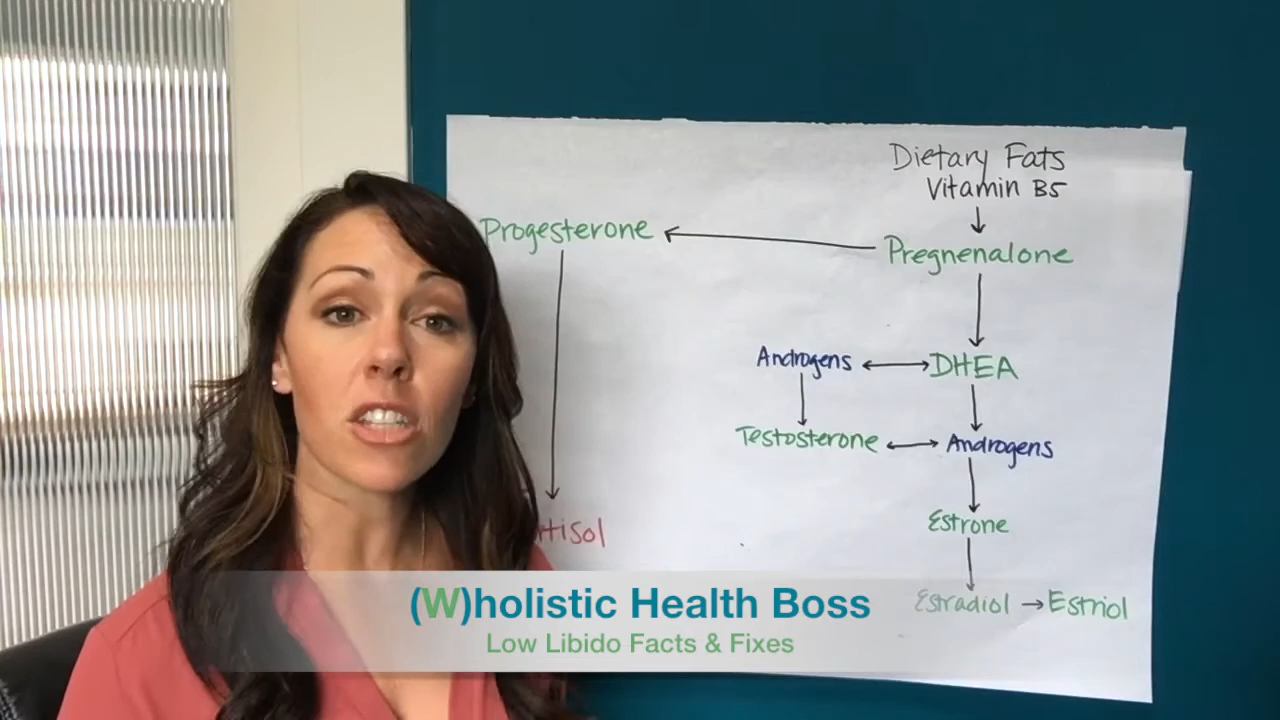 Dietary Fats
Vitamin B5
Progesterone
Pregnenalone
Androgens
DHEA
Testosterone
Androgens
Estrone
rtisol
(W)holistic Health Boss
Estradiol → Estriol
Low Libido Facts & Fixes